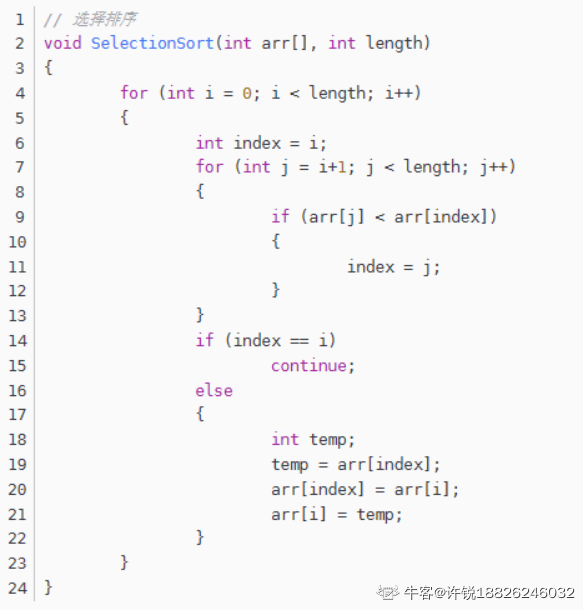 1 // 选择排序
2 void SelectionSort(int arr[], int length)
3 {
4 for (int i = 0; i < length; i++)
5 {
6 int index = i;
7 for (int j = i+1; j < length; j++)
8 {
9 if (arr[j] < arr[index])
10 {
11 index = j;
12 }
13 }
14 if (index == i)
15 continue;
16 else
17 {
18 int temp;
19 temp = arr[index];
20 arr[index] = arr[i];
21 arr[i] = temp;
22 }
23 }
24 }
牛客@许锐18826246032